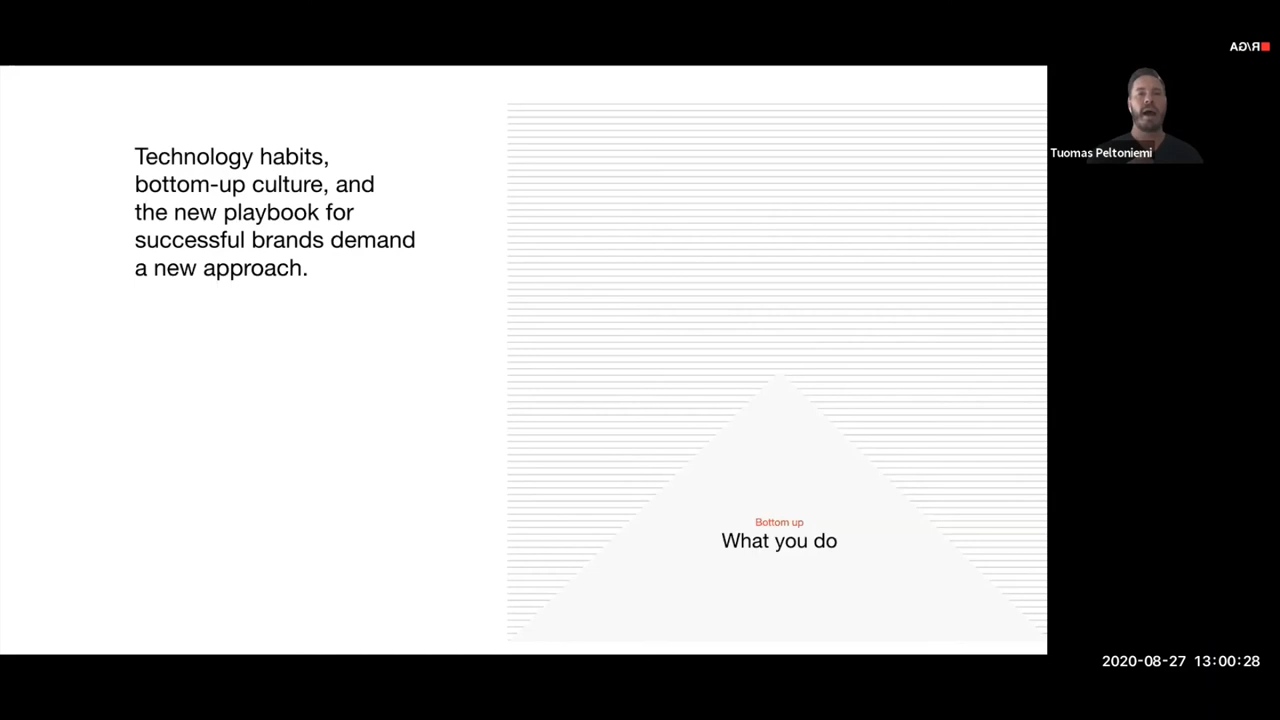 Technology habits,
bottom-up culture, and
the new playbook for
successful brands demand
a new approach.
Bottom up
What you do
R/GA
Tuomas Peltoniemi
2020-08-27 13:00:28